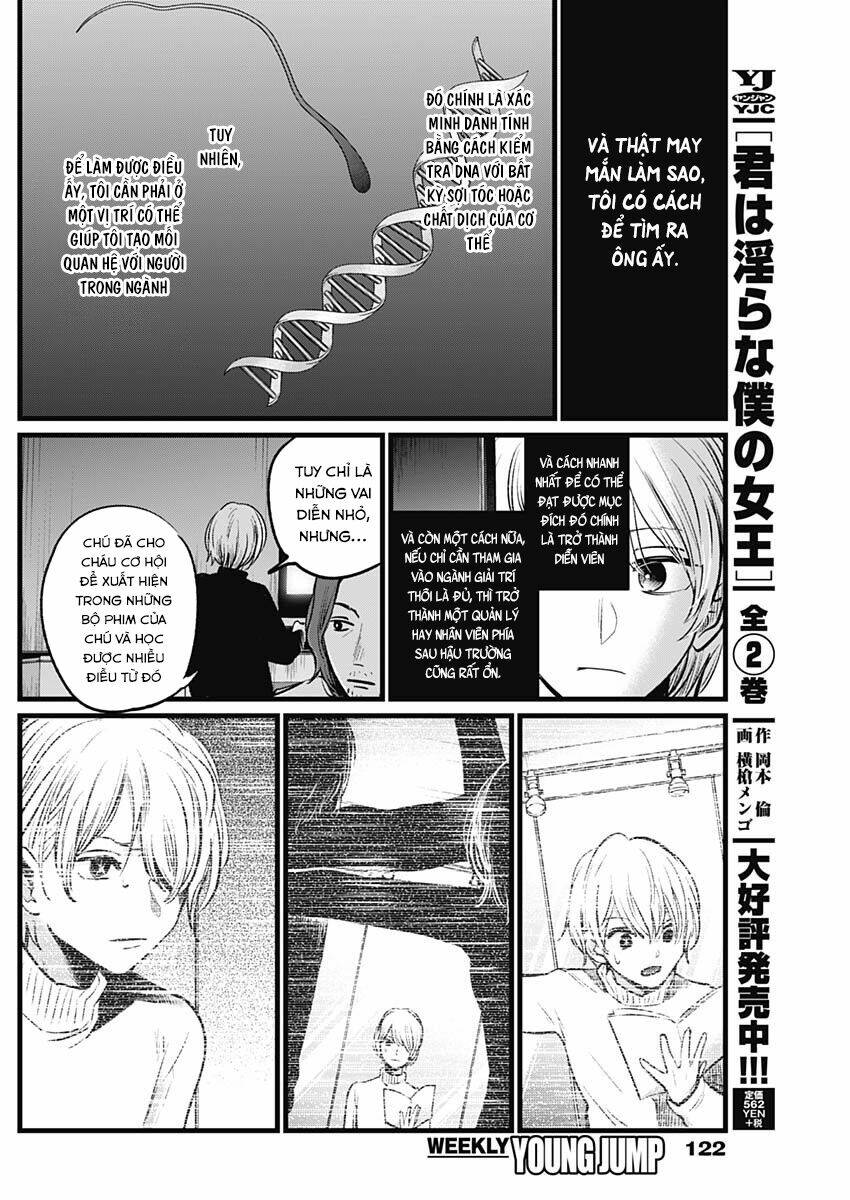 VÀ THẬT MAY
MẮN LÀM SAO,
TÔI CÓ CÁCH
ĐỂ TÌM RA
ÔNG ẤY.
ĐÓ CHÍNH LÀ XÁC
MINH DANH TÍNH
BẰNG CÁCH KIỂM
TRA DNA VỚI BẤT
KỲ SỢI TÓC HOẶC
CHẤT DỊCH CỦA CƠ
THỂ
TUY
NHIÊN,
ĐỂ LÀM ĐƯỢC ĐIỀU
ẤY, TÔI CẦN PHẢI Ở
MỘT VỊ TRÍ CÓ THỂ
GIÚP TÔI TẠO MỐI
QUAN HỆ VỚI NGƯỜI
TRONG NGÀNH
VÀ CÁCH NHANH
NHẤT ĐỂ CÓ THỂ
ĐẠT ĐƯỢC MỤC
ĐÍCH ĐÓ CHÍNH
LÀ TRỞ THÀNH
DIỄN VIÊN
VÀ CÒN MỘT CÁCH NỮA,
NẾU CHỈ CẦN THAM GIA
VÀO NGÀNH GIẢI TRÍ
THÔI LÀ ĐỦ, THÌ TRỞ
THÀNH MỘT QUẢN LÝ
HAY NHÂN VIÊN PHÍA
SAU HẬU TRƯỜNG
CŨNG RẤT ỔN.
TUY CHỈ LÀ
NHỮNG VAI
DIỄN NHỎ,
NHƯNG...
CHÚ ĐÃ CHO
CHÁU CƠ HỘI
ĐỂ XUẤT HIỆN
TRONG NHỮNG
BỘ PHIM CỦA
CHÚ VÀ HỌC
ĐƯỢC NHIỀU
ĐIỀU TỪ ĐÓ
YJ
ヤンジャン
YJC
[君は淫らな僕の女王]全②巻
作 岡本 倫
画 横槍メンゴ
大好評発売中!!!
定価
562
YEN
+税
WEEKLY YOUNG JUMP 122